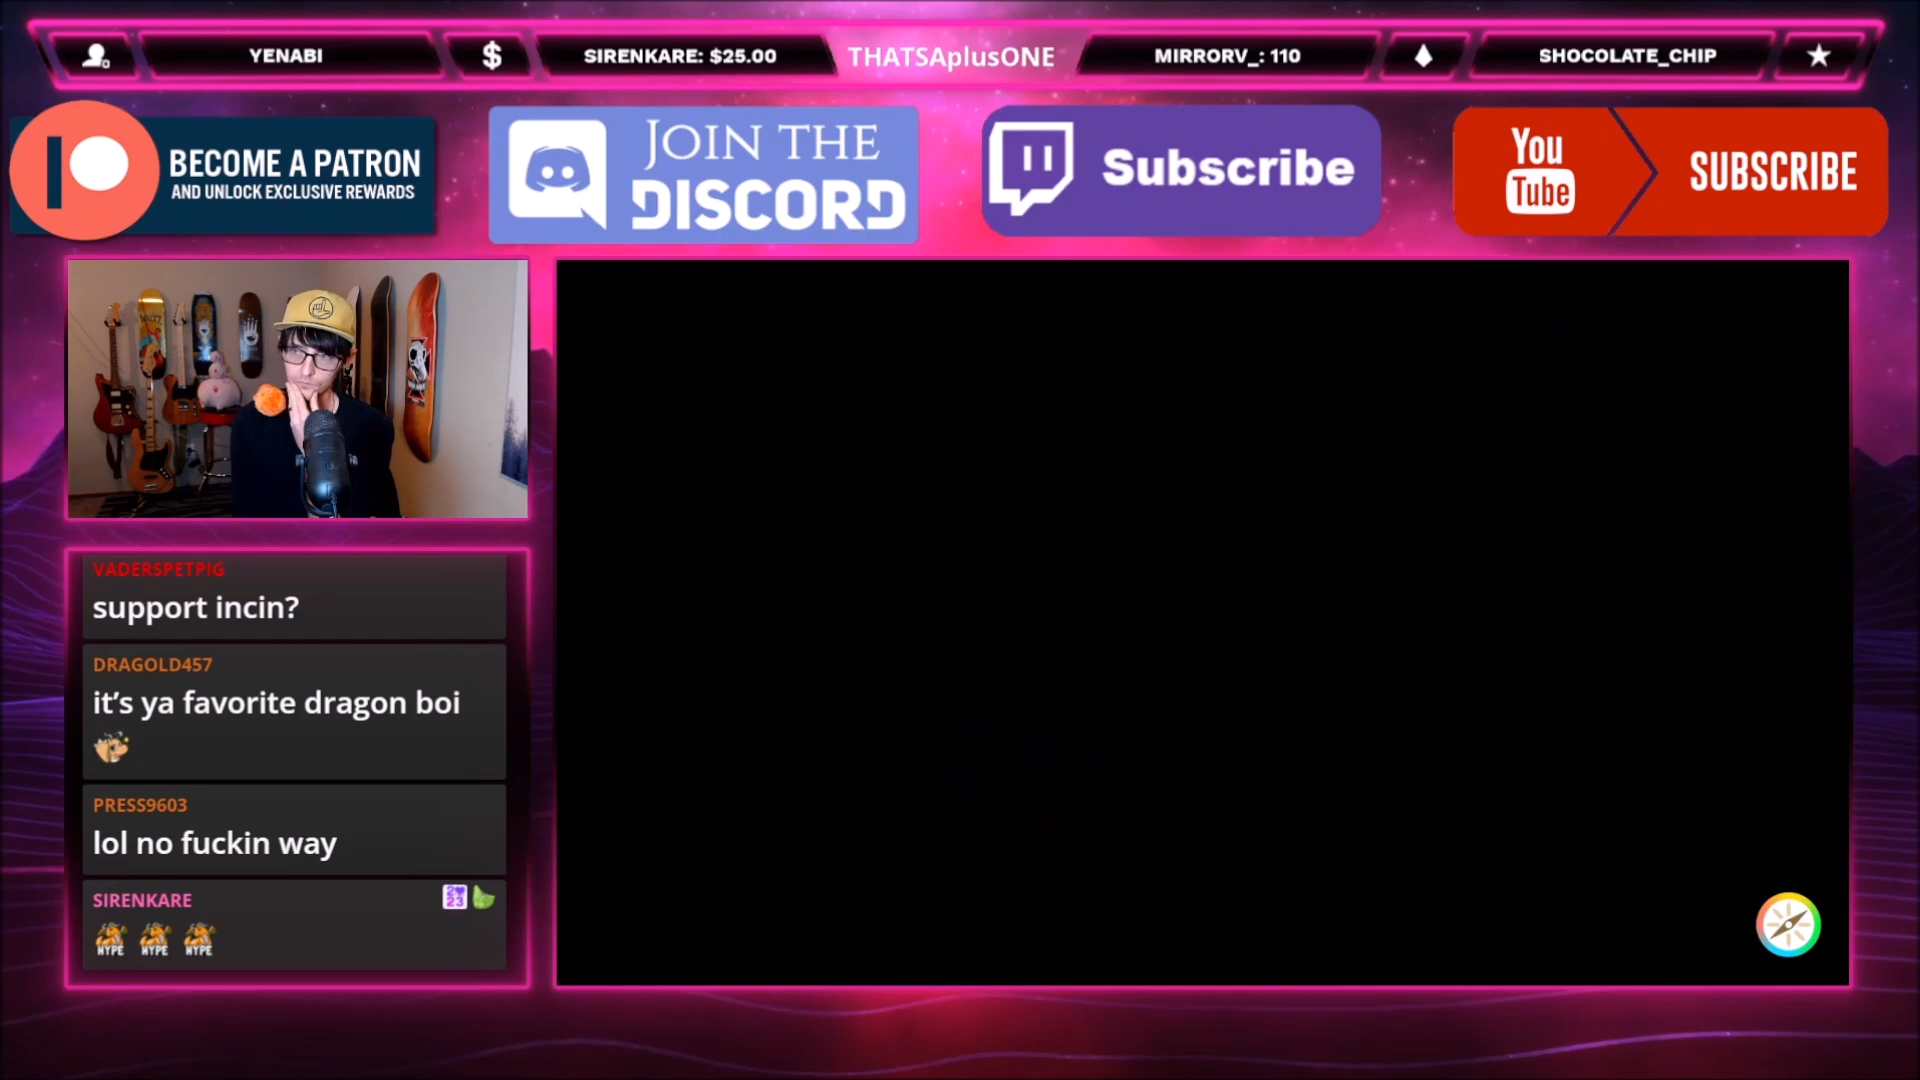 YENABI
$
SIRENKARE: $25.00
THATSAplusONE
MIRRORV_: 110
SHOCOLATE_CHIP
BECOME A PATRON
AND UNLOCK EXCLUSIVE REWARDS
JOIN THE
DISCORD
Subscribe
You
Tube
SUBSCRIBE
VADERSPETPIG
support incin?
DRAGOLD457
it’s ya favorite dragon boi
PRESS9603
lol no fuckin way
SIRENKARE
2 23
HYPE HYPE HYPE